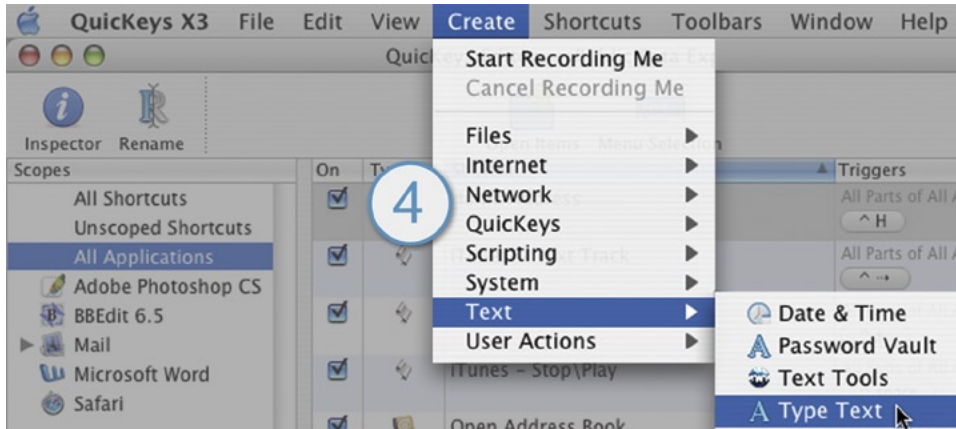 QuicKeys X3 File Edit View Create Shortcuts Toolbars Window Help
Start Recording Me
Cancel Recording Me
Inspector Rename
Files
Internet
Network
QuicKeys
Scripting
System
Text
User Actions
Date & Time
Password Vault
Text Tools
Type Text
4
Scopes
All Shortcuts
Unscoped Shortcuts
All Applications
Adobe Photoshop CS
BBEdit 6.5
Mail
Microsoft Word
Safari
On
Triggers
All Parts of All
^ H
All Parts of All
iTunes – Stop\Play
Open Address Book